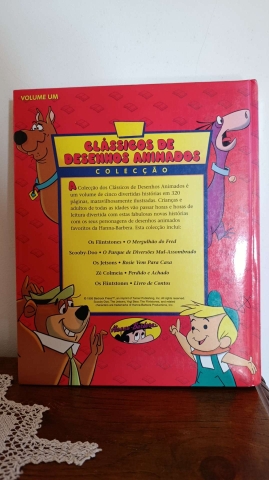 VOLUME UM
CLÁSSICOS DE
DESENHOS ANIMADOS
COLECÇÃO
A Colecção dos Clássicos de Desenhos Animados é
um volume de cinco divertidas histórias em 320
páginas, maravilhosamente ilustradas. Crianças e
adultos de todas as idades vão passar horas e horas de
leitura divertida com estas fabulosas novas histórias
com os seus personagens de desenhos animados
favoritos da Hanna-Barbera. Esta colecção inclui:
Os Flintstones • O Mergulhão do Fred
Scooby Doo • O Parque de Diversões Mal-Assombrado
Os Jetsons • Rosie Vem Para Casa
Zé Colmeia • Perdido e Achado
Os Flintstones • Livro de Contos